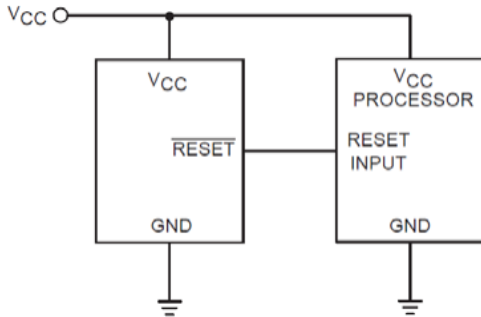 VCC
VCC
RESET
GND
VCC
PROCESSOR
RESET
INPUT
GND